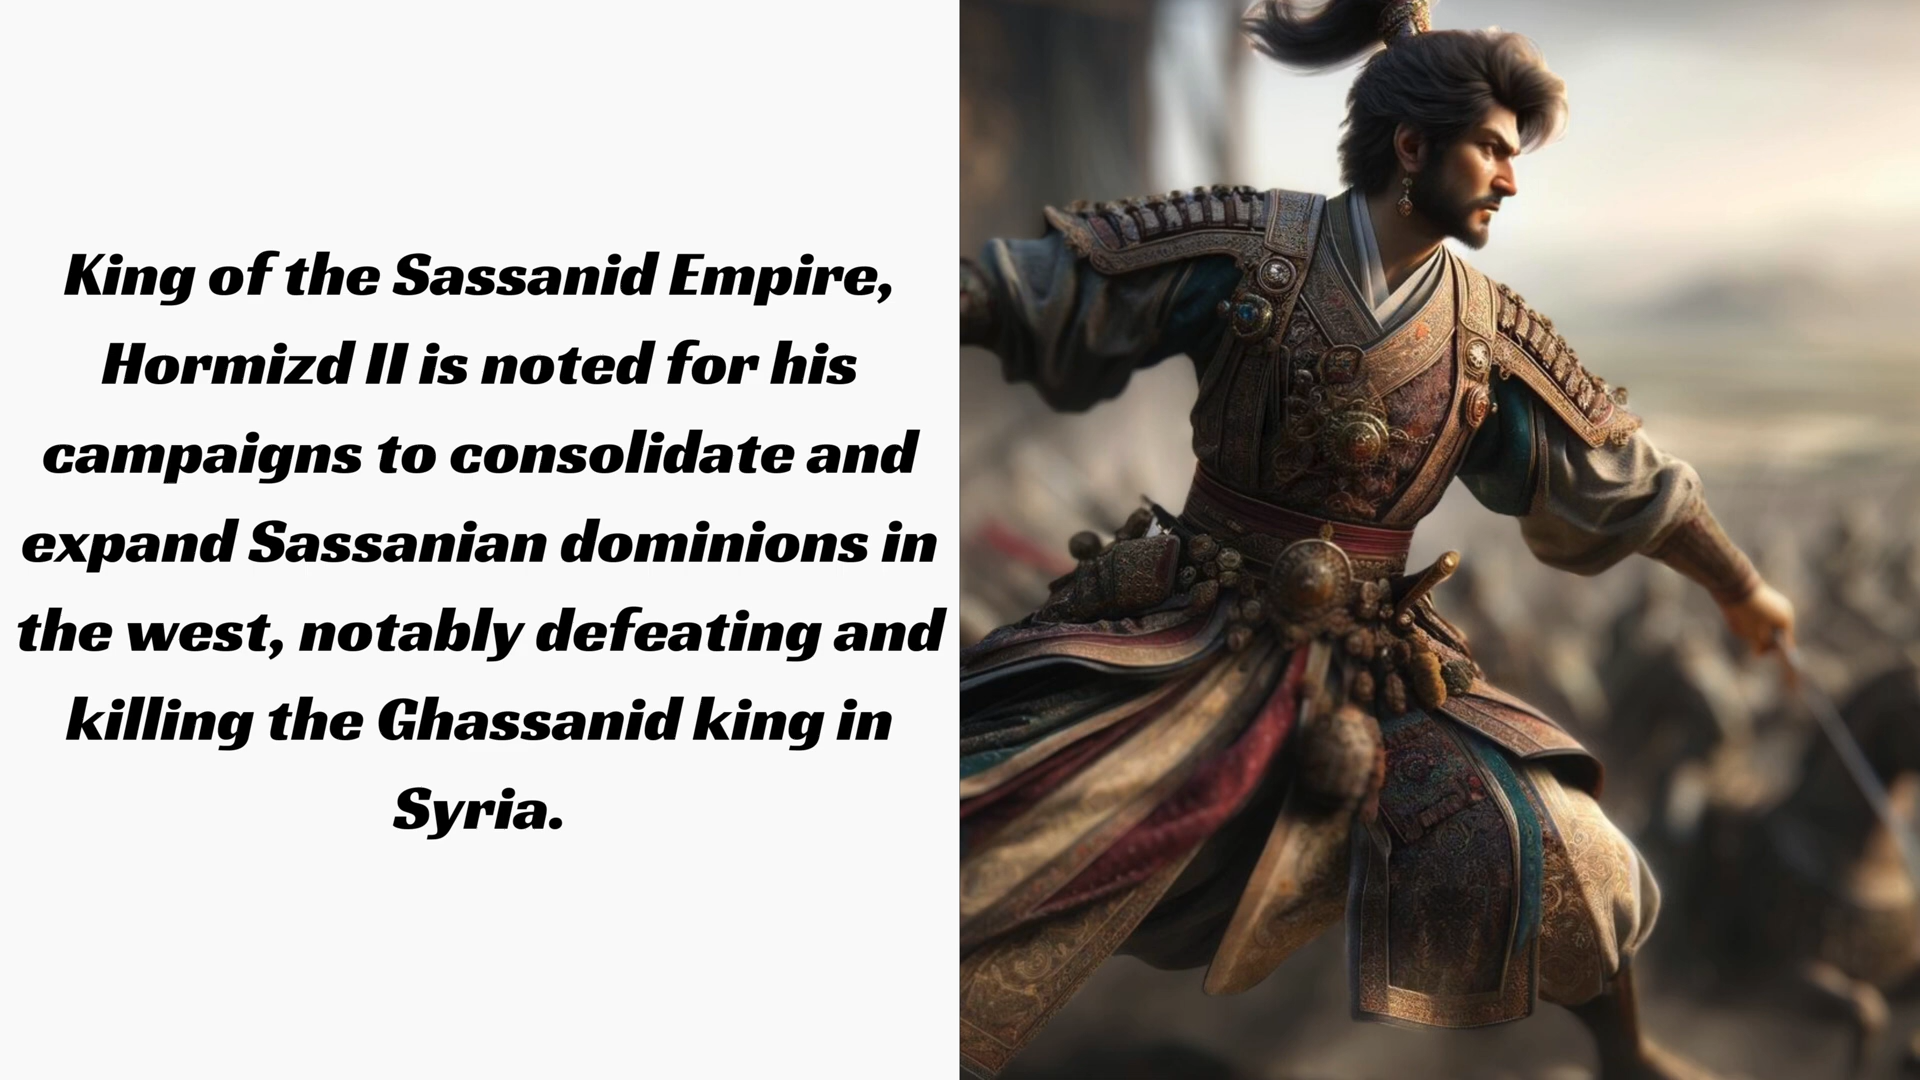 King of the Sassanid Empire,
Hormizd II is noted for his
campaigns to consolidate and
expand Sassanian dominions in
the west, notably defeating and
killing the Ghassanid king in
Syria.